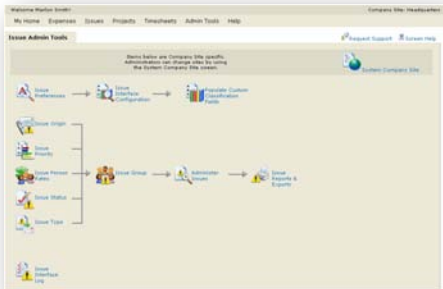 Welcome Marlon Smith!
Company Site: Headquarters
My Home Expenses Issues Projects Timesheets Admin Tools Help
Issue Admin Tools
Request Support Screen Help
Items below are Company Site specific.
Administrators can change sites by using
the System Company Site screen.
System Company Site
Issue
Preferences
Issue
Interface
Configuration
Populate Custom
Classification
Fields
Issue Origin
Issue
Priority
Issue Person
Rates
Issue Group
Administer
Issues
Issue
Reports &
Exports
Issue Status
Issue Type
Issue
Interface
Log